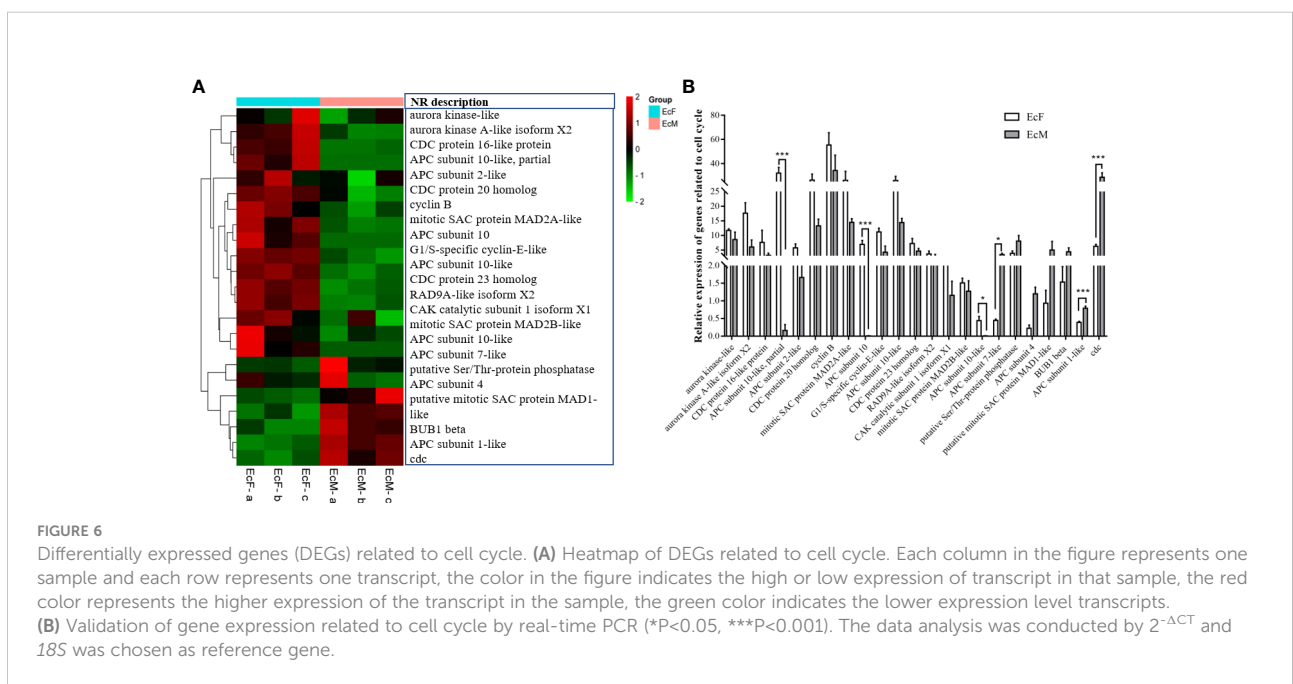 A
NR description
aurora kinase-like
aurora kinase A-like isoform X2
CDC protein 16-like protein
APC subunit 10-like, partial
APC subunit 2-like
CDC protein 20 homolog
cyclin B
mitotic SAC protein MAD2A-like
APC subunit 10
G1/S-specific cyclin-E-like
APC subunit 10-like
CDC protein 23 homolog
RAD9A-like isoform X2
CAK catalytic subunit 1 isoform X1
mitotic SAC protein MAD2B-like
APC subunit 10-like
APC subunit 7-like
putative Ser/Thr-protein phosphatase
APC subunit 4
putative mitotic SAC protein MAD1-
like
BUB1 beta
APC subunit 1-like
cdc
EcF- a
EcF- b
EcF- c
EcM- a
EcM- b
EcM- c
2
1
0
- 1
- 2
Group
EcF
EcM
B
Relative expression of genes related to cell cycle
80
60
40
25
20
15
10
5
2.0
1.5
1.0
0.5
0.0
EcF
EcM
***
***
*
*
***
***
aurora kinase-like
aurora kinase A-like isoform X2
CDC protein 16-like protein
APC subunit 10-like, partial
APC subunit 2-like
CDC protein 20 homolog
cyclin B
mitotic SAC protein MAD2A-like
APC subunit 10
G1/S-specific cyclin-E-like
APC subunit 10-like
CDC protein 23 homolog
RAD9A-like isoform X2
CAK catalytic subunit 1 isoform X1
mitotic SAC protein MAD2B-like
APC subunit 10-like
APC subunit 7-like
putative Ser/Thr-protein phosphatase
APC subunit 4
putative mitotic SAC protein MAD1-like
BUB1 beta
APC subunit 1-like
cdc
FIGURE 6
Differentially expressed genes (DEGs) related to cell cycle. (A) Heatmap of DEGs related to cell cycle. Each column in the figure represents one
sample and each row represents one transcript, the color in the figure indicates the high or low expression of transcript in that sample, the red
color represents the higher expression of the transcript in the sample, the green color indicates the lower expression level transcripts.
(B) Validation of gene expression related to cell cycle by real-time PCR (*P<0.05, ***P<0.001). The data analysis was conducted by 2-ΔCT and
18S was chosen as reference gene.